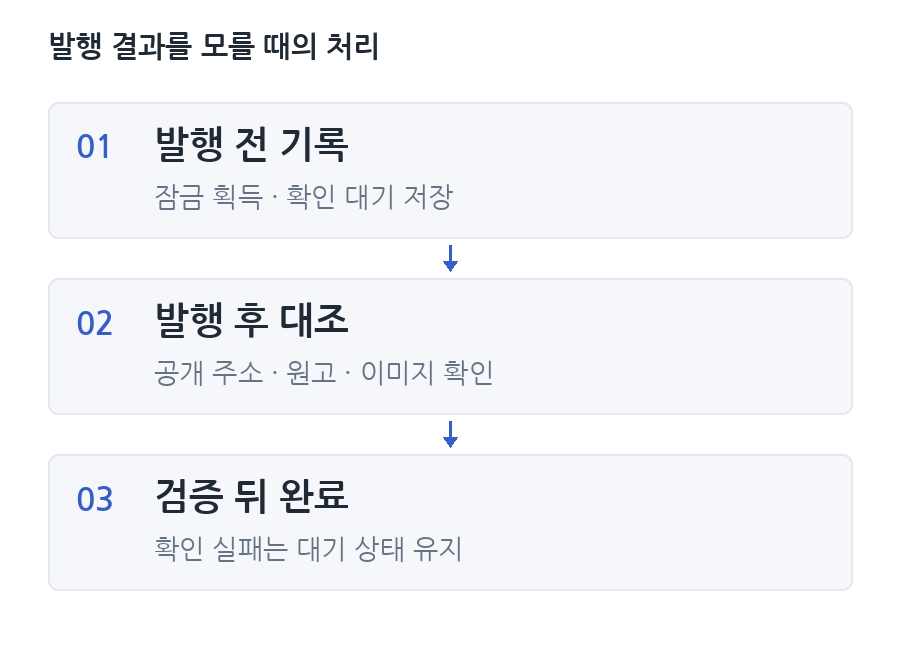 발행 결과를 모를 때의 처리
01 발행 전 기록
잠금 획득 · 확인 대기 저장
02 발행 후 대조
공개 주소 · 원고 · 이미지 확인
03 검증 뒤 완료
확인 실패는 대기 상태 유지